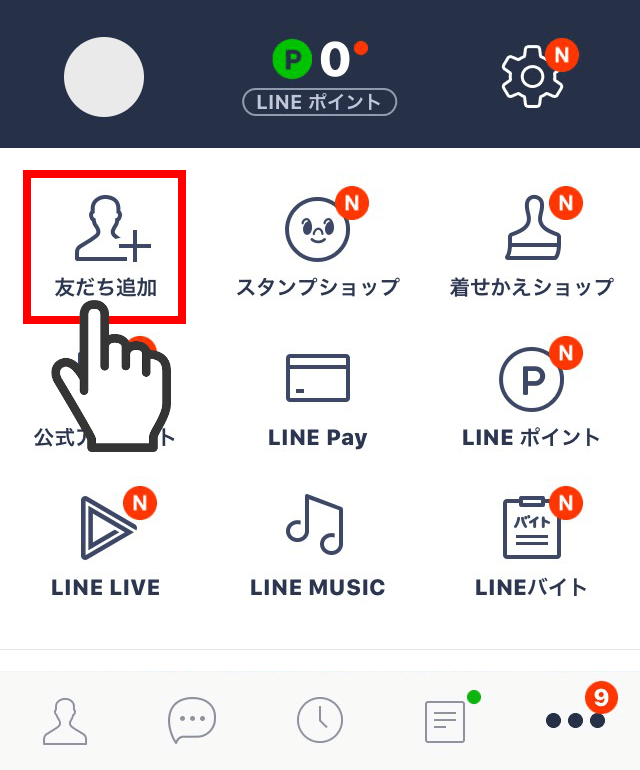 P 0
LINE ポイント
N
友だち追加
N
スタンプショップ
N
着せかえショップ
公式ア
ト
LINE Pay
P
N
LINE ポイント
N
LINE LIVE
LINE MUSIC
バイト
N
LINEバイト
9